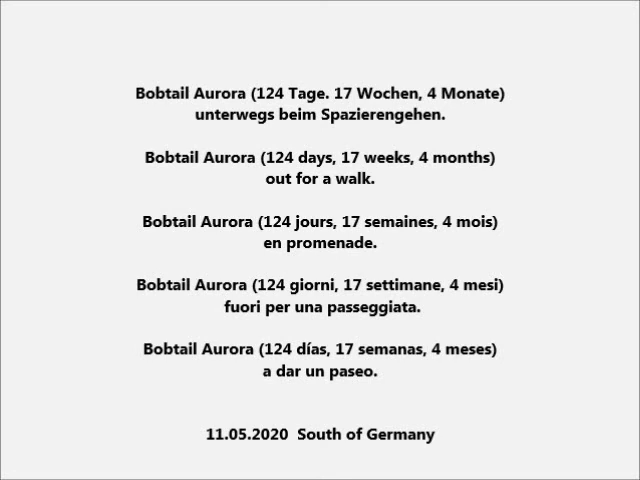 Bobtail Aurora (124 Tage. 17 Wochen, 4 Monate)
unterwegs beim Spazierengehen.
Bobtail Aurora (124 days, 17 weeks, 4 months)
out for a walk.
Bobtail Aurora (124 jours, 17 semaines, 4 mois)
en promenade.
Bobtail Aurora (124 giorni, 17 settimane, 4 mesi)
fuori per una passeggiata.
Bobtail Aurora (124 días, 17 semanas, 4 meses)
a dar un paseo.
11.05.2020 South of Germany